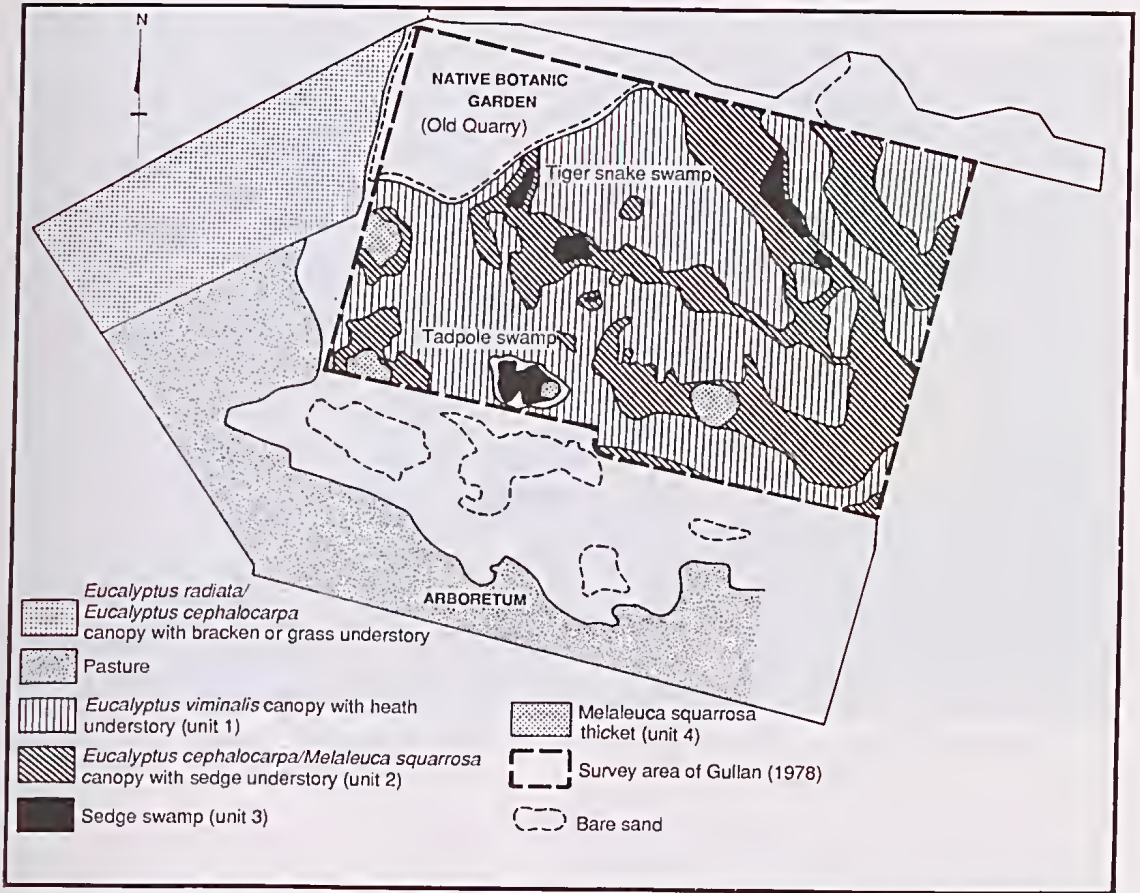 N
NATIVE BOTANIC
GARDEN
(Old Quarry)
Tiger snake swamp
Tadpole swamp
ARBORETUM
Eucalyptus radiata/
Eucalyptus cephalocarpa
canopy with bracken or grass understory
Pasture
Eucalyptus viminalis canopy with heath
understory (unit 1)
Eucalyptus cephalocarpa/Melaleuca squarrosa
canopy with sedge understory (unit 2)
Sedge swamp (unit 3)
Melaleuca squarrosa
thicket (unit 4)
Survey area of Gullan (1978)
Bare sand